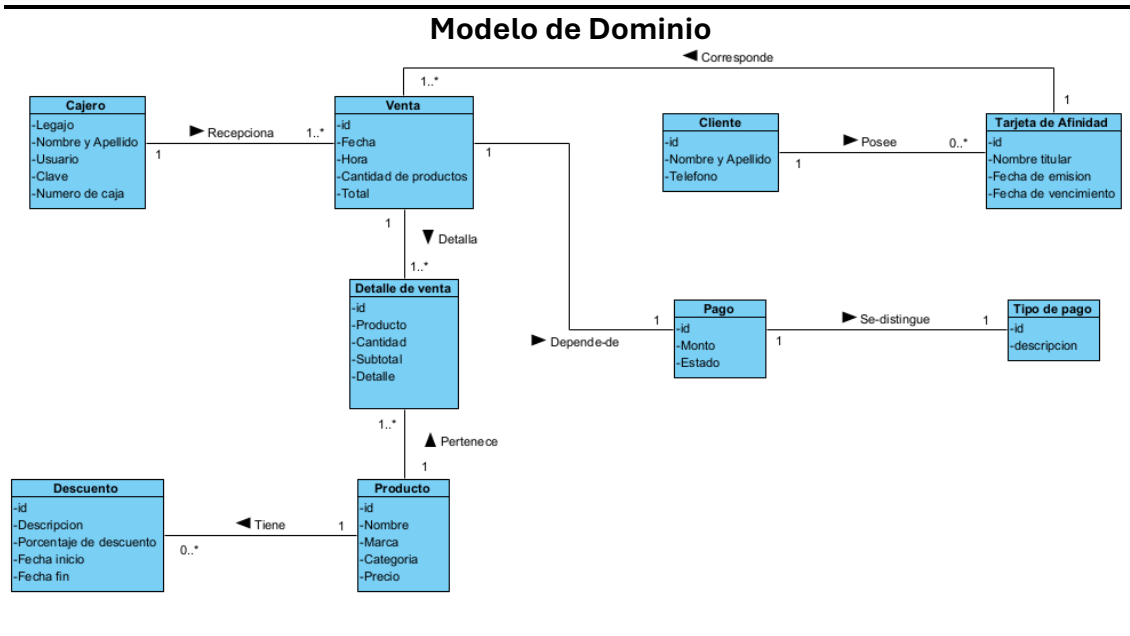 Modelo de Dominio
Corresponde
1..*
1
Cajero
-Legajo
-Nombre y Apellido
-Usuario
-Clave
-Numero de caja
Recepciona
1
1..*
Venta
-id
-Fecha
-Hora
-Cantidad de productos
-Total
1
Cliente
-id
-Nombre y Apellido
-Telefono
Posee
1
0..*
Tarjeta de Afinidad
-id
-Nombre titular
-Fecha de emision
-Fecha de vencimiento
1
Detalla
1..*
Detalle de venta
-id
-Producto
-Cantidad
-Subtotal
-Detalle
Depende-de
1
Pago
-id
-Monto
-Estado
Se-distingue
1
1
Tipo de pago
-id
-descripcion
1..*
Pertenece
1
Descuento
-id
-Descripcion
-Porcentaje de descuento
-Fecha inicio
-Fecha fin
Tiene
0..*
1
Producto
-id
-Nombre
-Marca
-Categoria
-Precio